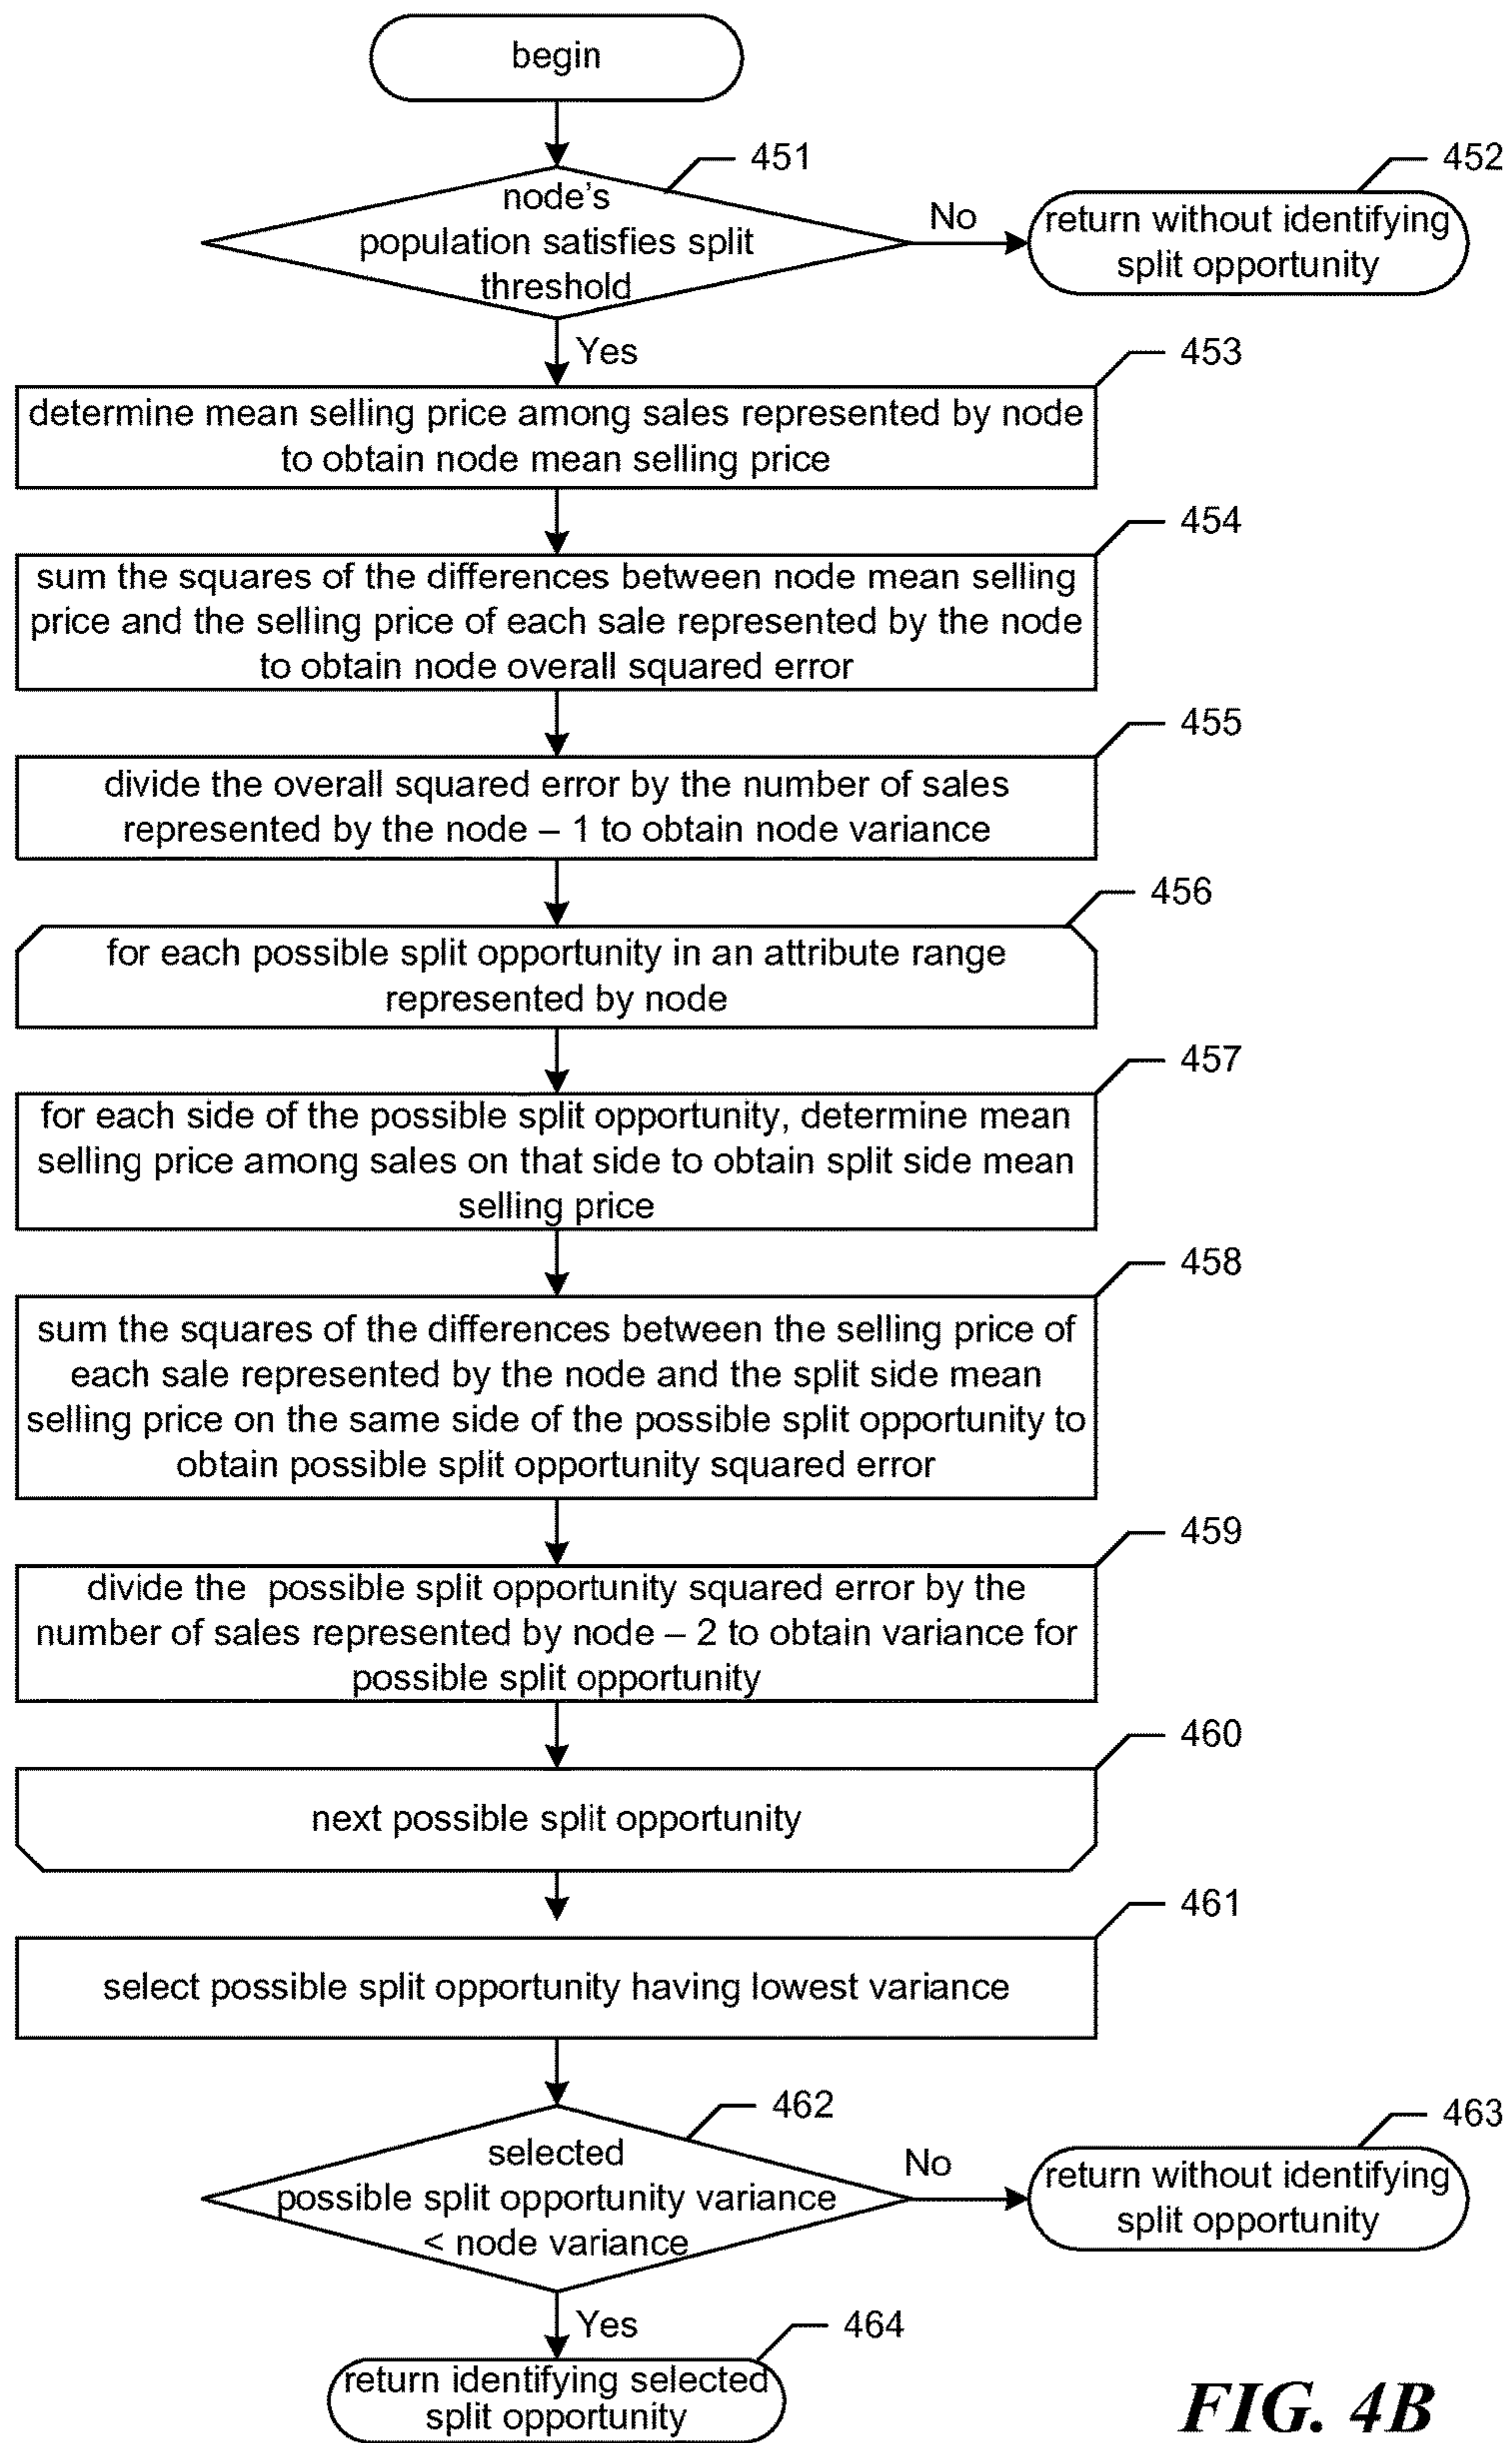 begin
451
node's
population satisfies split
threshold
No
452
return without identifying
split opportunity
Yes
453
determine mean selling price among sales represented by node
to obtain node mean selling price
454
sum the squares of the differences between node mean selling
price and the selling price of each sale represented by the node
to obtain node overall squared error
455
divide the overall squared error by the number of sales
represented by the node – 1 to obtain node variance
456
for each possible split opportunity in an attribute range
represented by node
457
for each side of the possible split opportunity, determine mean
selling price among sales on that side to obtain split side mean
selling price
458
sum the squares of the differences between the selling price of
each sale represented by the node and the split side mean
selling price on the same side of the possible split opportunity to
obtain possible split opportunity squared error
459
divide the possible split opportunity squared error by the
number of sales represented by node – 2 to obtain variance for
possible split opportunity
460
next possible split opportunity
461
select possible split opportunity having lowest variance
462
selected
possible split opportunity variance
< node variance
No
463
return without identifying
split opportunity
Yes
464
return identifying selected
split opportunity
FIG. 4B